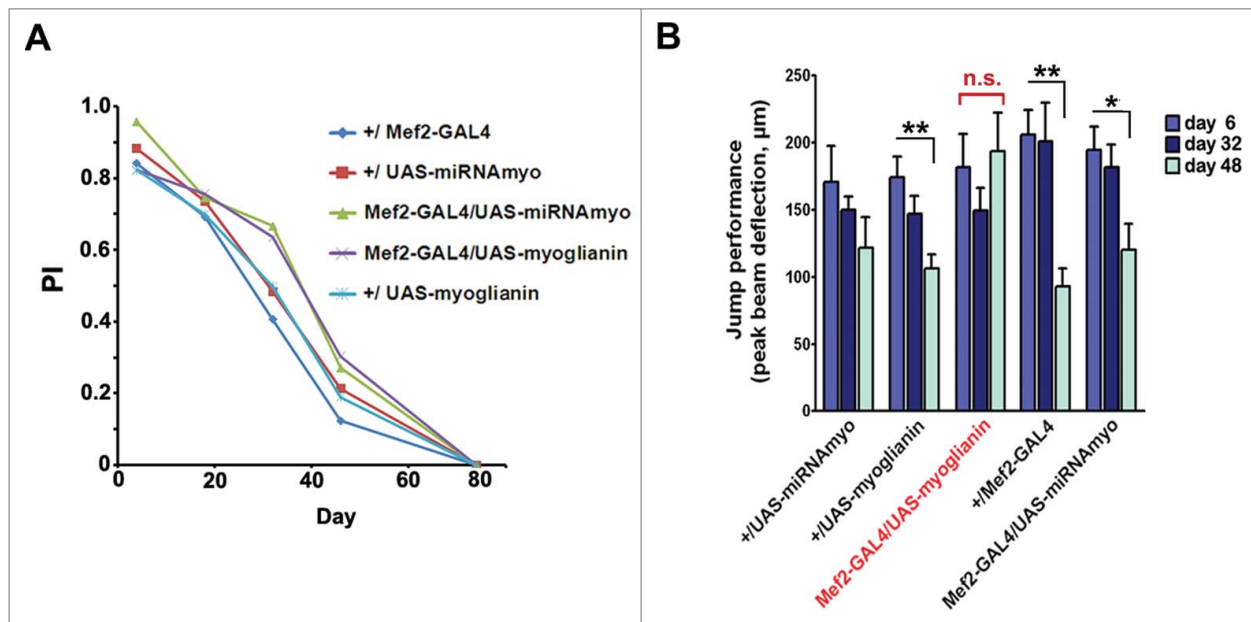 A
1.0
0.8
0.6
0.4
0.2
0
PI
0
20
40
60
80
Day
+/ Mef2-GAL4
+/ UAS-miRNAmyo
Mef2-GAL4/UAS-miRNAmyo
Mef2-GAL4/UAS-myoglianin
+/ UAS-myoglianin
B
Jump performance
(peak beam deflection, µm)
250
200
150
100
50
0
**
n.s.
**
*
day 6
day 32
day 48
+/UAS-miRNAmyo
+/UAS-myoglianin
Mef2-GAL4/UAS-myoglianin
+/Mef2-GAL4
Mef2-GAL4/UAS-miRNAmyo